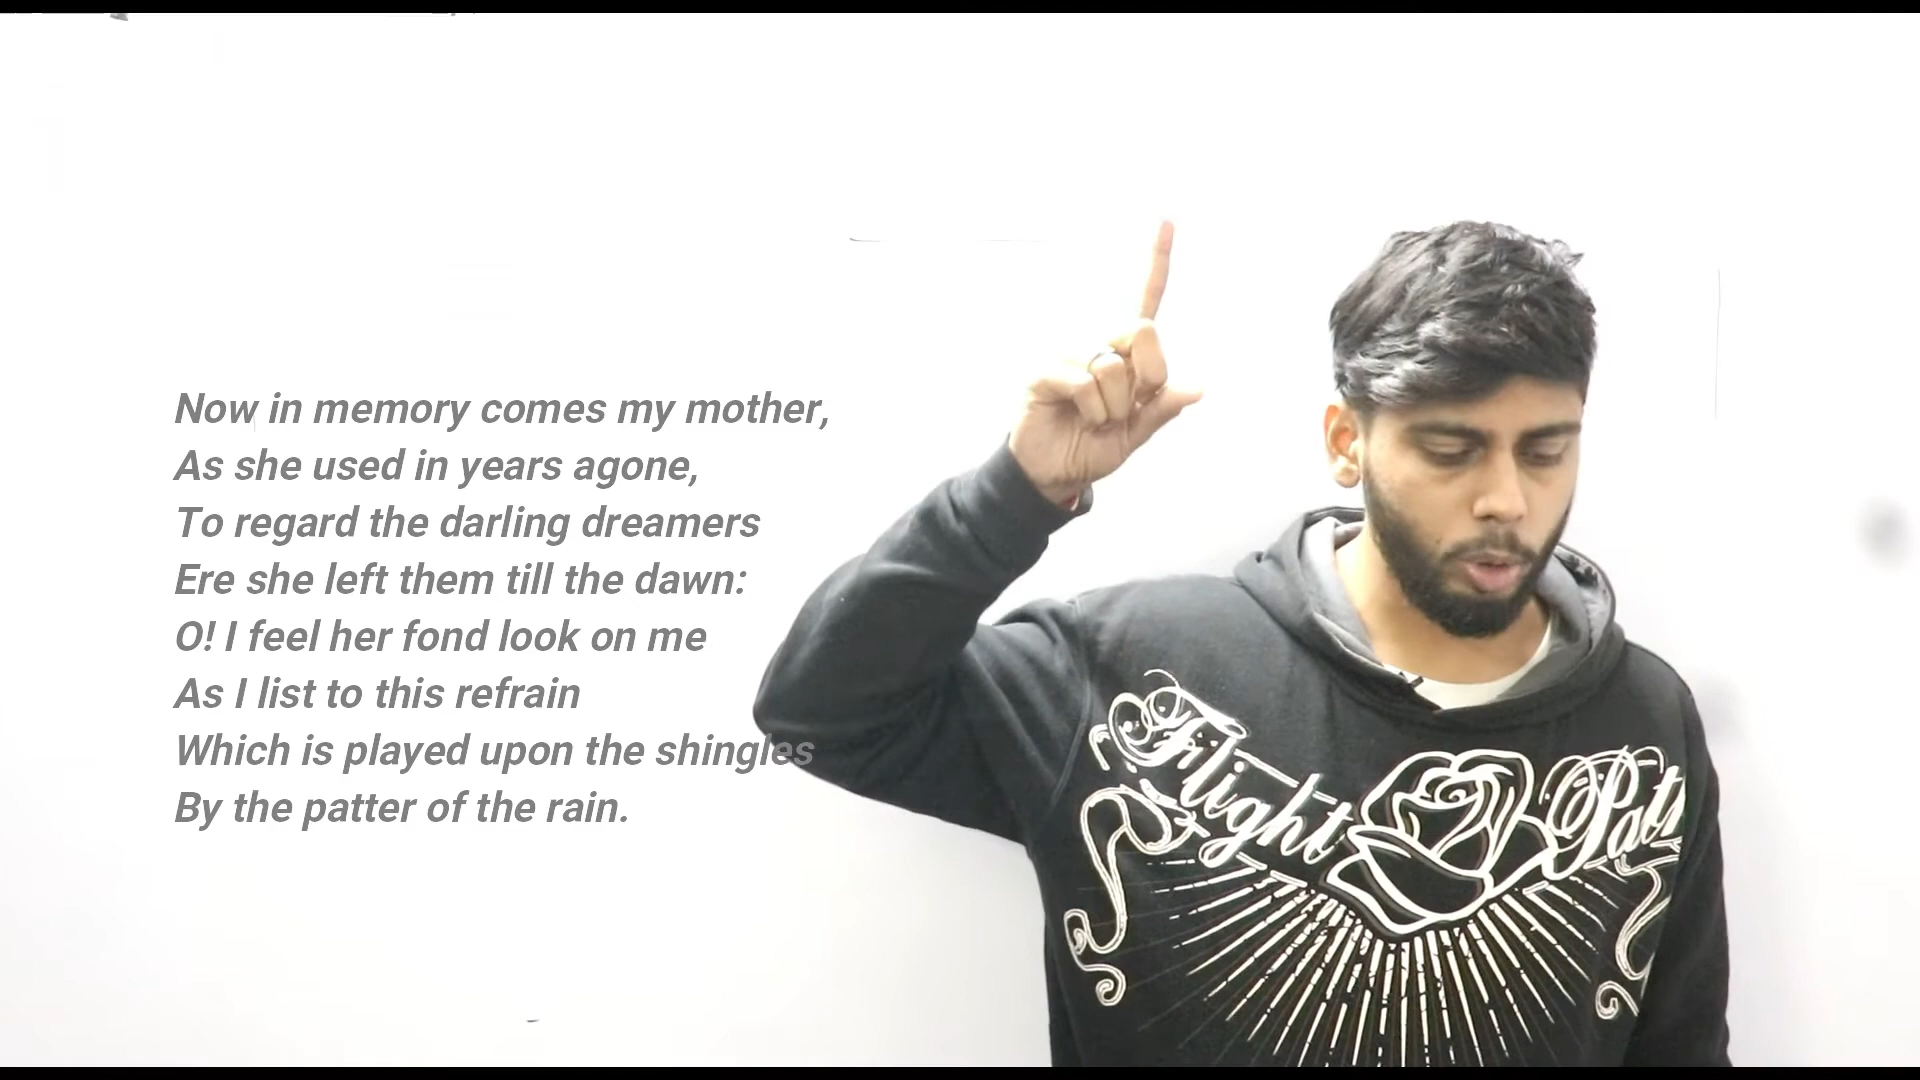 Now in memory comes my mother,
As she used in years agone,
To regard the darling dreamers
Ere she left them till the dawn:
O! I feel her fond look on me
As I list to this refrain
Which is played upon the shingles
By the patter of the rain.
Flight